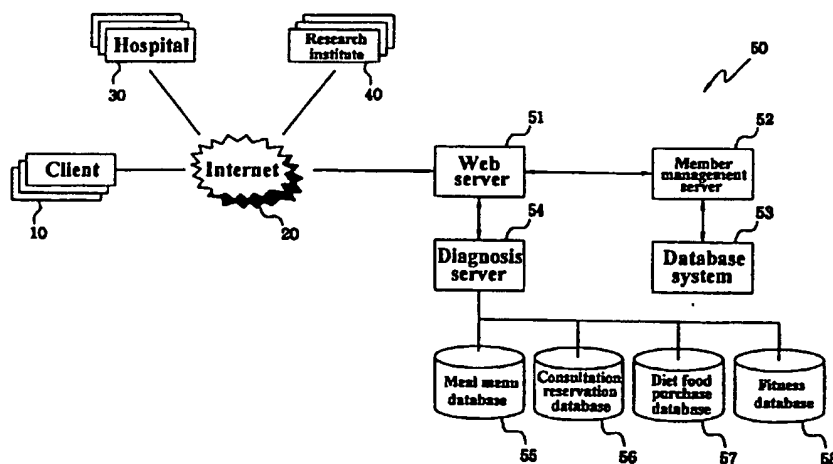 Hospital
30
Research
institute
40
50
Client
10
Internet
20
51
Web
server
52
Member
management
server
54
Diagnosis
server
53
Database
system
Meal menu
database
55
Consultation
reservation
database
56
Diet food
purchase
database
57
Fitness
database
58